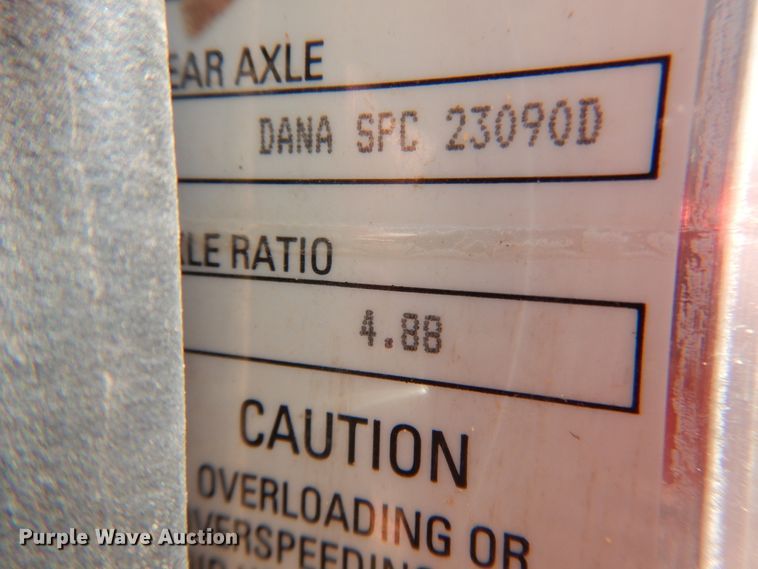 EAR AXLE
DANA SPC 23090D
LE RATIO
4.88
CAUTION
OVERLOADING OR
VERSPEEDING
Purple Wave Auction